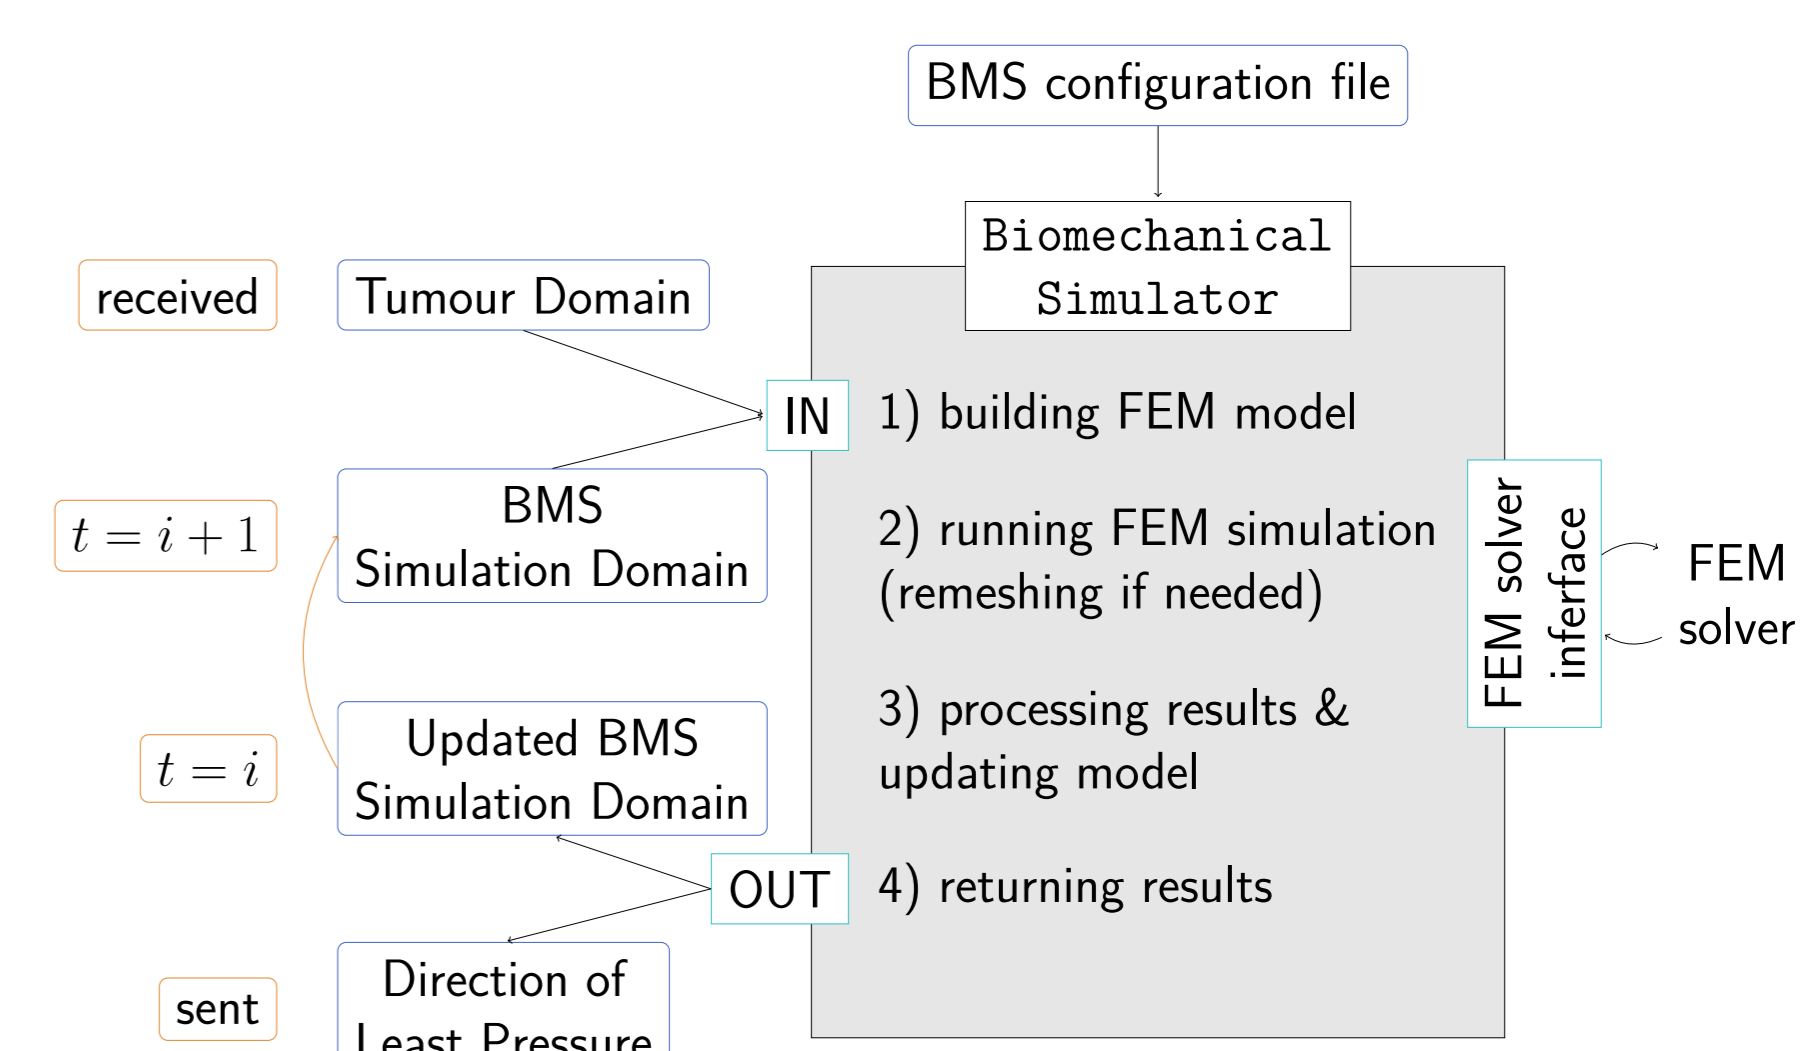 BMS configuration file
Biomechanical
Simulator
received
Tumour Domain
IN
1) building FEM model
t = i + 1
BMS
Simulation Domain
2) running FEM simulation
(remeshing if needed)
FEM solver
inferface
FEM
solver
t = i
Updated BMS
Simulation Domain
3) processing results &
updating model
OUT
4) returning results
sent
Direction of
Least Pressure